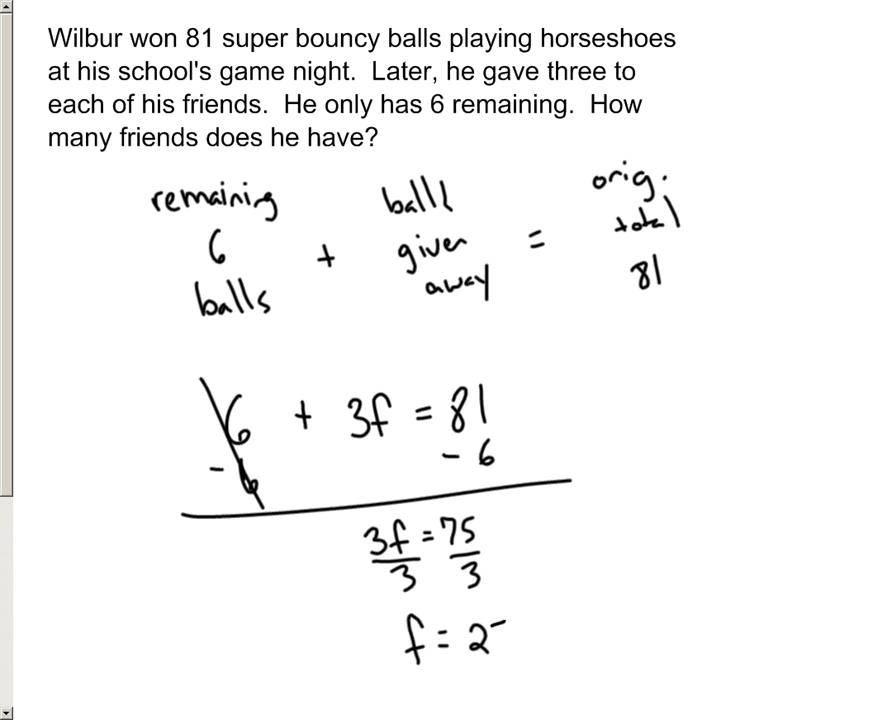 Wilbur won 81 super bouncy balls playing horseshoes
at his school's game night. Later, he gave three to
each of his friends. He only has 6 remaining. How
many friends does he have?
remaining balls orig.
6 + given = total
balls away 81
6 + 3f = 81
- 6 - 6
3f = 75
3 3
f = 2